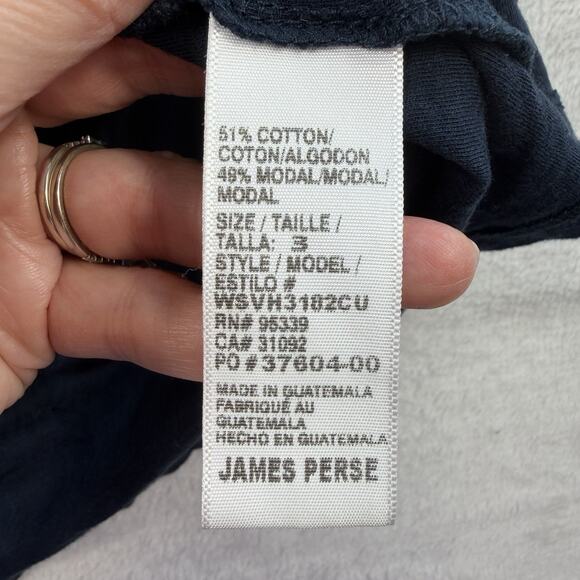 51% COTTON/
COTON/ALGODON
49% MODAL/MODAL/
MODAL
SIZE / TAILLE /
TALLA: 3
STYLE / MODEL /
ESTILO #
WSVH3182CU
RN# 95339
CA# 31092
PO #37604-00
MADE IN GUATEMALA
FABRIQUÉ AU
GUATEMALA
HECHO EN GUATEMALA
JAMES PERSE